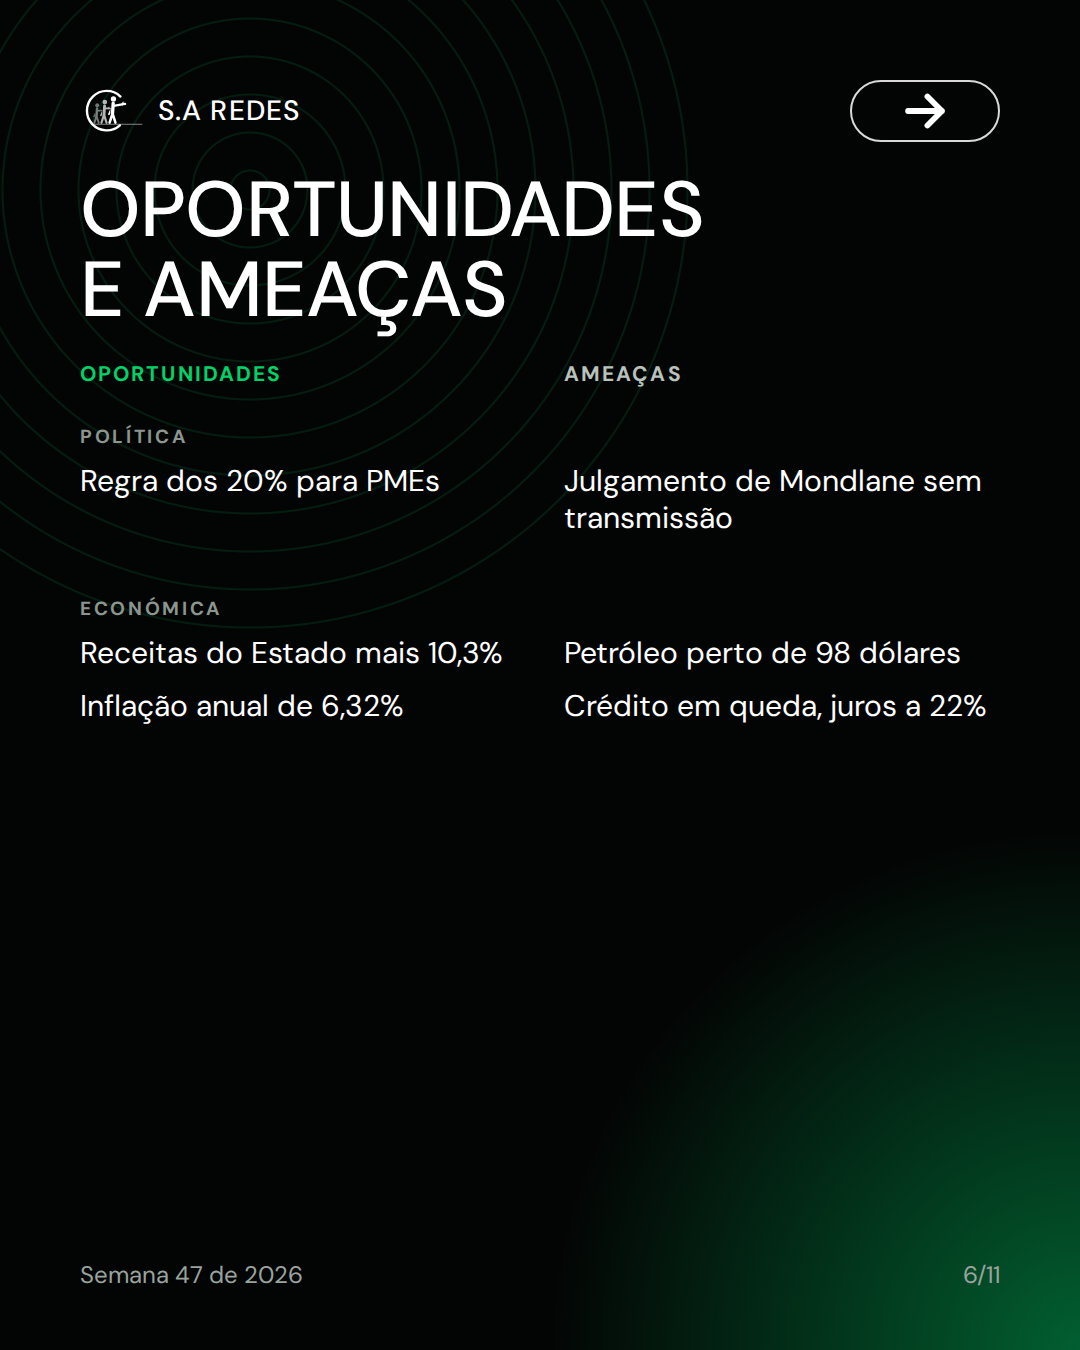 S.A REDES
OPORTUNIDADES
E AMEAÇAS
OPORTUNIDADES
AMEAÇAS
POLÍTICA
Regra dos 20% para PMEs
Julgamento de Mondlane sem
transmissão
ECONÓMICA
Receitas do Estado mais 10,3%
Petróleo perto de 98 dólares
Inflação anual de 6,32%
Crédito em queda, juros a 22%
Semana 47 de 2026
6/11